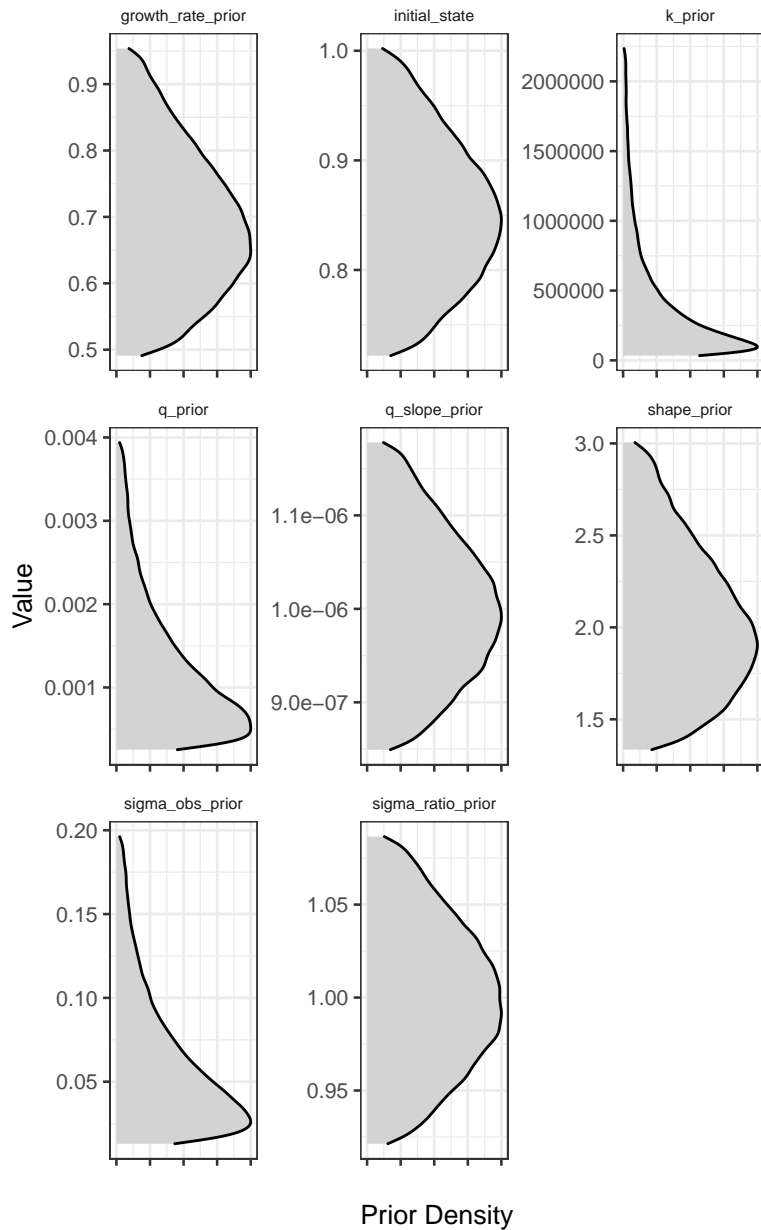 growth_rate_prior
initial_state
k_prior
0.9
0.8
0.7
0.6
0.5
1.0
0.9
0.8
2000000
1500000
1000000
500000
0
q_prior
q_slope_prior
shape_prior
0.004
0.003
0.002
0.001
1.1e−06
1.0e−06
9.0e−07
3.0
2.5
2.0
1.5
Value
sigma_obs_prior
sigma_ratio_prior
0.20
0.15
0.10
0.05
1.05
1.00
0.95
Prior Density